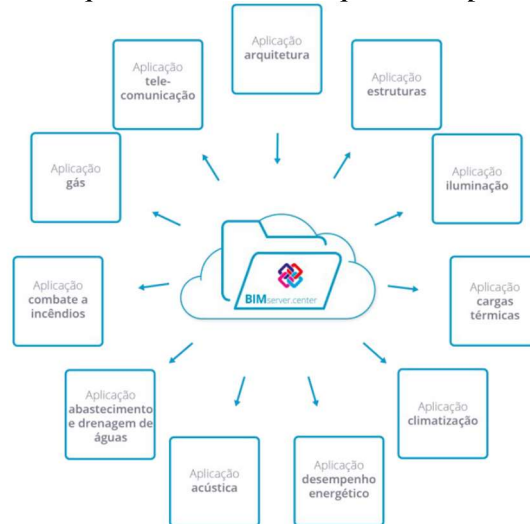 Aplicação
arquitetura
Aplicação
estruturas
Aplicação
iluminação
Aplicação
cargas
térmicas
Aplicação
climatização
Aplicação
desempenho
energético
Aplicação
acústica
Aplicação
abastecimento
e drenagem de
águas
Aplicação
combate a
incêndios
Aplicação
gás
Aplicação
tele-
comunicação
BIMserver.center